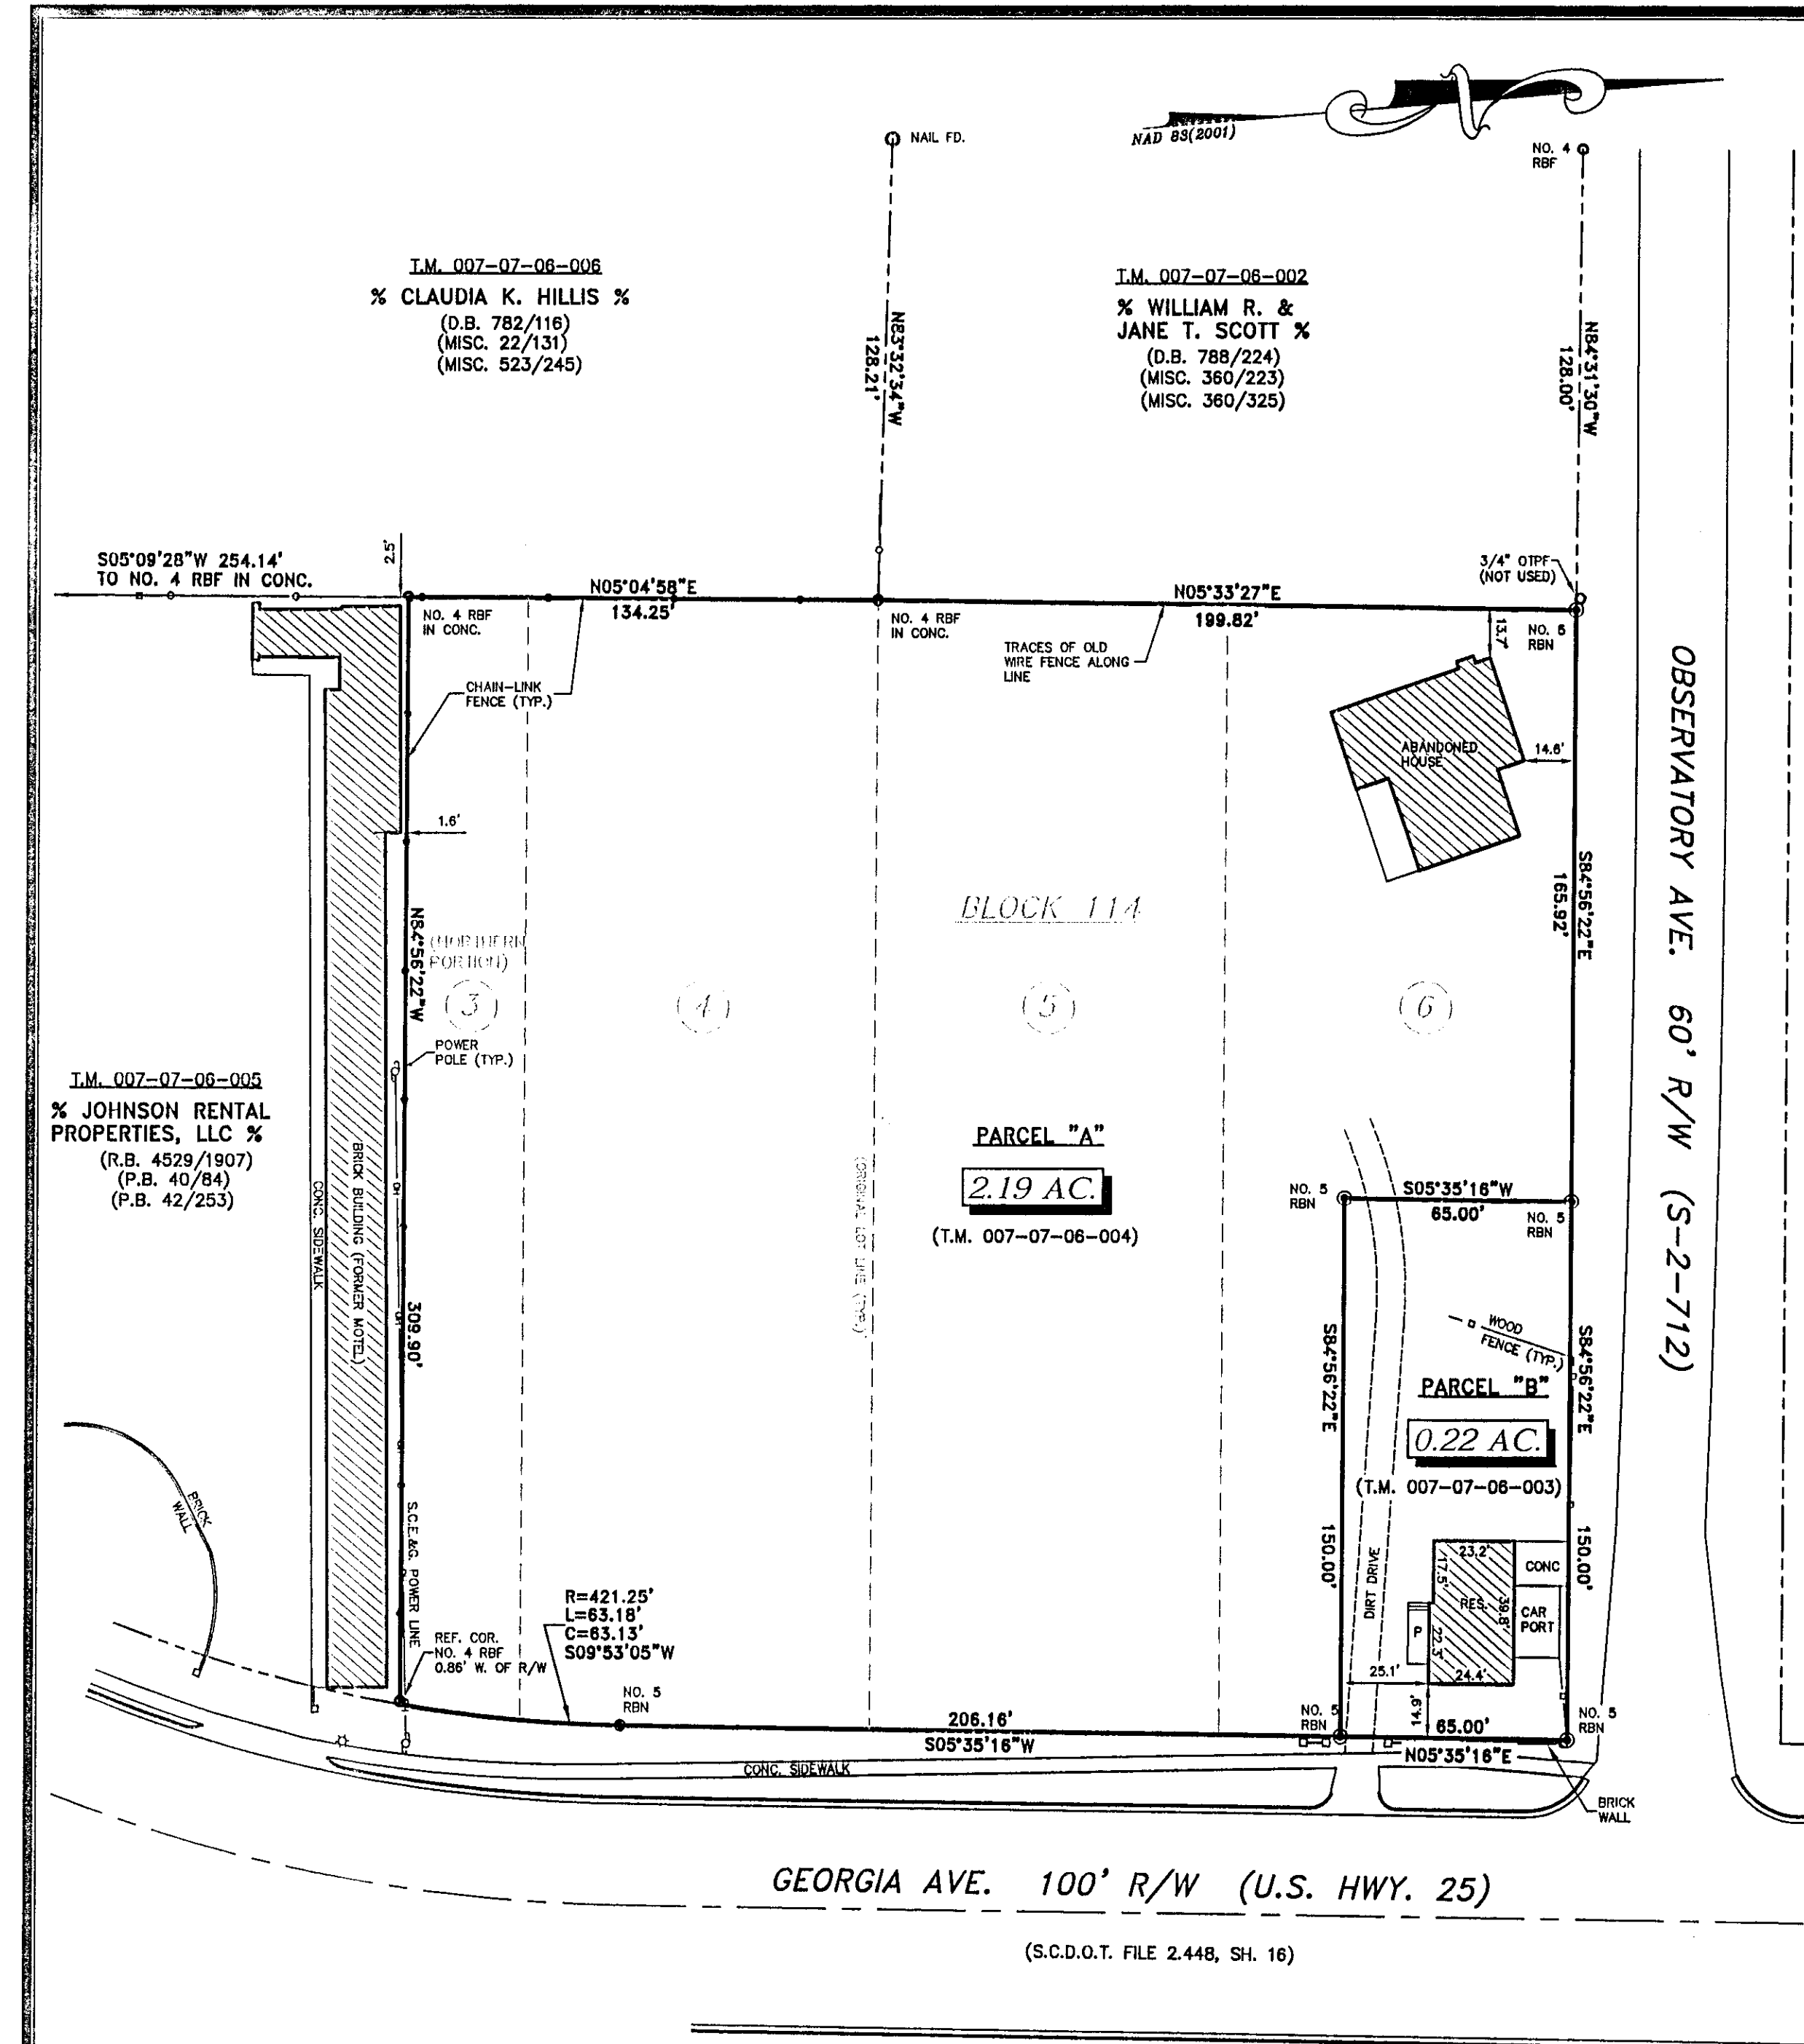 NAD 83(2001)
NAIL FD.
NO. 4
RBF
T.M. 007-07-06-006
% CLAUDIA K. HILLIS %
(D.B. 782/116)
(MISC. 22/131)
(MISC. 523/245)
N83°32'34"W
128.21'
T.M. 007-07-06-002
% WILLIAM R. &
JANE T. SCOTT %
(D.B. 788/224)
(MISC. 360/223)
(MISC. 360/325)
N84°31'30"W
128.00'
S05°09'28"W 254.14'
TO NO. 4 RBF IN CONC.
2.5'
NO. 4 RBF
IN CONC.
N05°04'58"E
134.25'
NO. 4 RBF
IN CONC.
N05°33'27"E
199.82'
3/4" OTPF
(NOT USED)
NO. 5
RBN
13.7'
TRACES OF OLD
WIRE FENCE ALONG
LINE
CHAIN-LINK
FENCE (TYP.)
ABANDONED
HOUSE
14.6'
1.6'
OBSERVATORY AVE. 60' R/W (S-2-712)
S84°56'22"E
165.92'
BLOCK 114
N84°56'22"W
309.90'
(NORTHERN
PORTION)
3
4
5
6
POWER
POLE (TYP.)
T.M. 007-07-06-005
% JOHNSON RENTAL
PROPERTIES, LLC %
(R.B. 4529/1907)
(P.B. 40/84)
(P.B. 42/253)
CONC. SIDEWALK
BRICK BUILDING (FORMER MOTEL)
OH
OH
OH
PARCEL "A"
2.19 AC.
(T.M. 007-07-06-004)
(ORIGINAL LOT LINE (TYP.)
NO. 5
RBN
S05°35'16"W
65.00'
NO. 5
RBN
S84°56'22"E
150.00'
WOOD
FENCE (TYP.)
S84°56'22"E
150.00'
PARCEL "B"
0.22 AC.
(T.M. 007-07-06-003)
DIRT DRIVE
23.2'
17.5'
RES.
39.8'
22.3'
24.4'
P
CONC
CAR
PORT
25.1'
14.9'
BRICK
WALL
S.C.E.&G. POWER LINE
REF. COR.
NO. 4 RBF
0.86' W. OF R/W
R=421.25'
L=63.18'
C=63.13'
S09°53'05"W
NO. 5
RBN
206.16'
S05°35'16"W
NO. 5
RBN
65.00'
N05°35'16"E
NO. 5
RBN
CONC. SIDEWALK
BRICK
WALL
GEORGIA AVE. 100' R/W (U.S. HWY. 25)
(S.C.D.O.T. FILE 2.448, SH. 16)